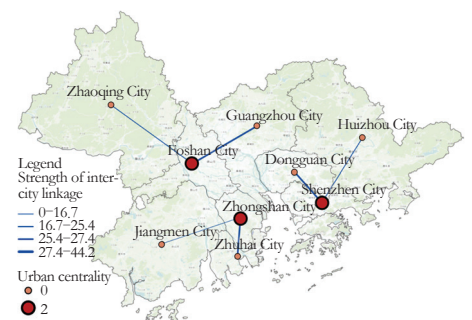 Zhaoqing City
Guangzhou City
Huizhou City
Foshan City
Dongguan City
Shenzhen City
Zhongshan City
Jiangmen City
Zhuhai City
Legend
Strength of inter-
city linkage
0–16.7
16.7–25.4
25.4–27.4
27.4–44.2
Urban centrality
0
2